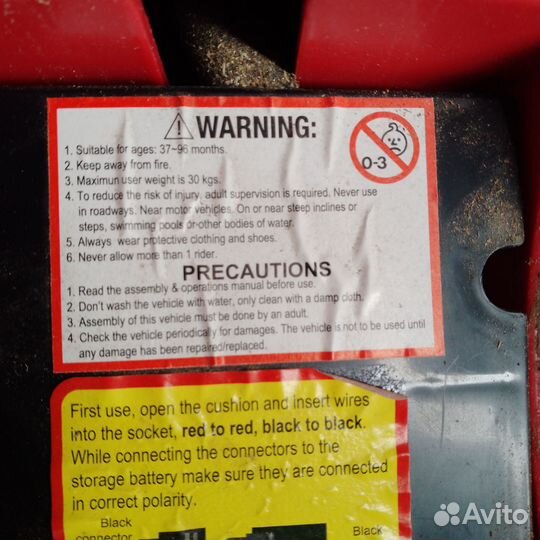 ⚠WARNING:
1. Suitable for ages: 37~96 months.
2. Keep away from fire.
3. Maximun user weight is 30 kgs.
4. To reduce the risk of injury, adult supervision is required. Never use
in roadways. Near motor vehicles. On or near steep inclines or
steps, swimming pools or other bodies of water.
5. Always wear protective clothing and shoes.
6. Never allow more than 1 rider.
0-3
PRECAUTIONS
1. Read the assembly & operations manual before use.
2. Don't wash the vehicle with water, only clean with a damp cloth.
3. Assembly of this vehicle must be done by an adult.
4. Check the vehicle periodically for damages. The vehicle is not to be used until
any damage has been repaired/replaced.
First use, open the cushion and insert wires
into the socket, red to red, black to black.
While connecting the connectors to the
storage battery make sure they are connected
in correct polarity.
Black
connector
Black
Avito